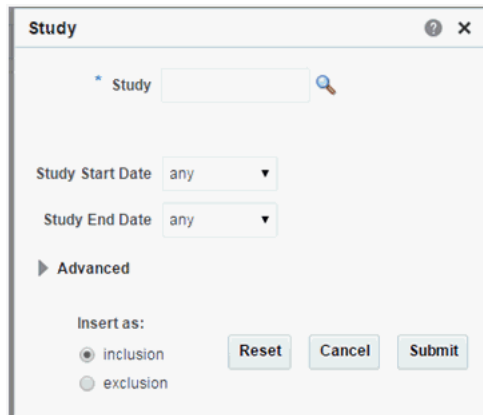 Study
* Study
Study Start Date any
Study End Date any
Advanced
Insert as:
inclusion
exclusion
Reset Cancel Submit